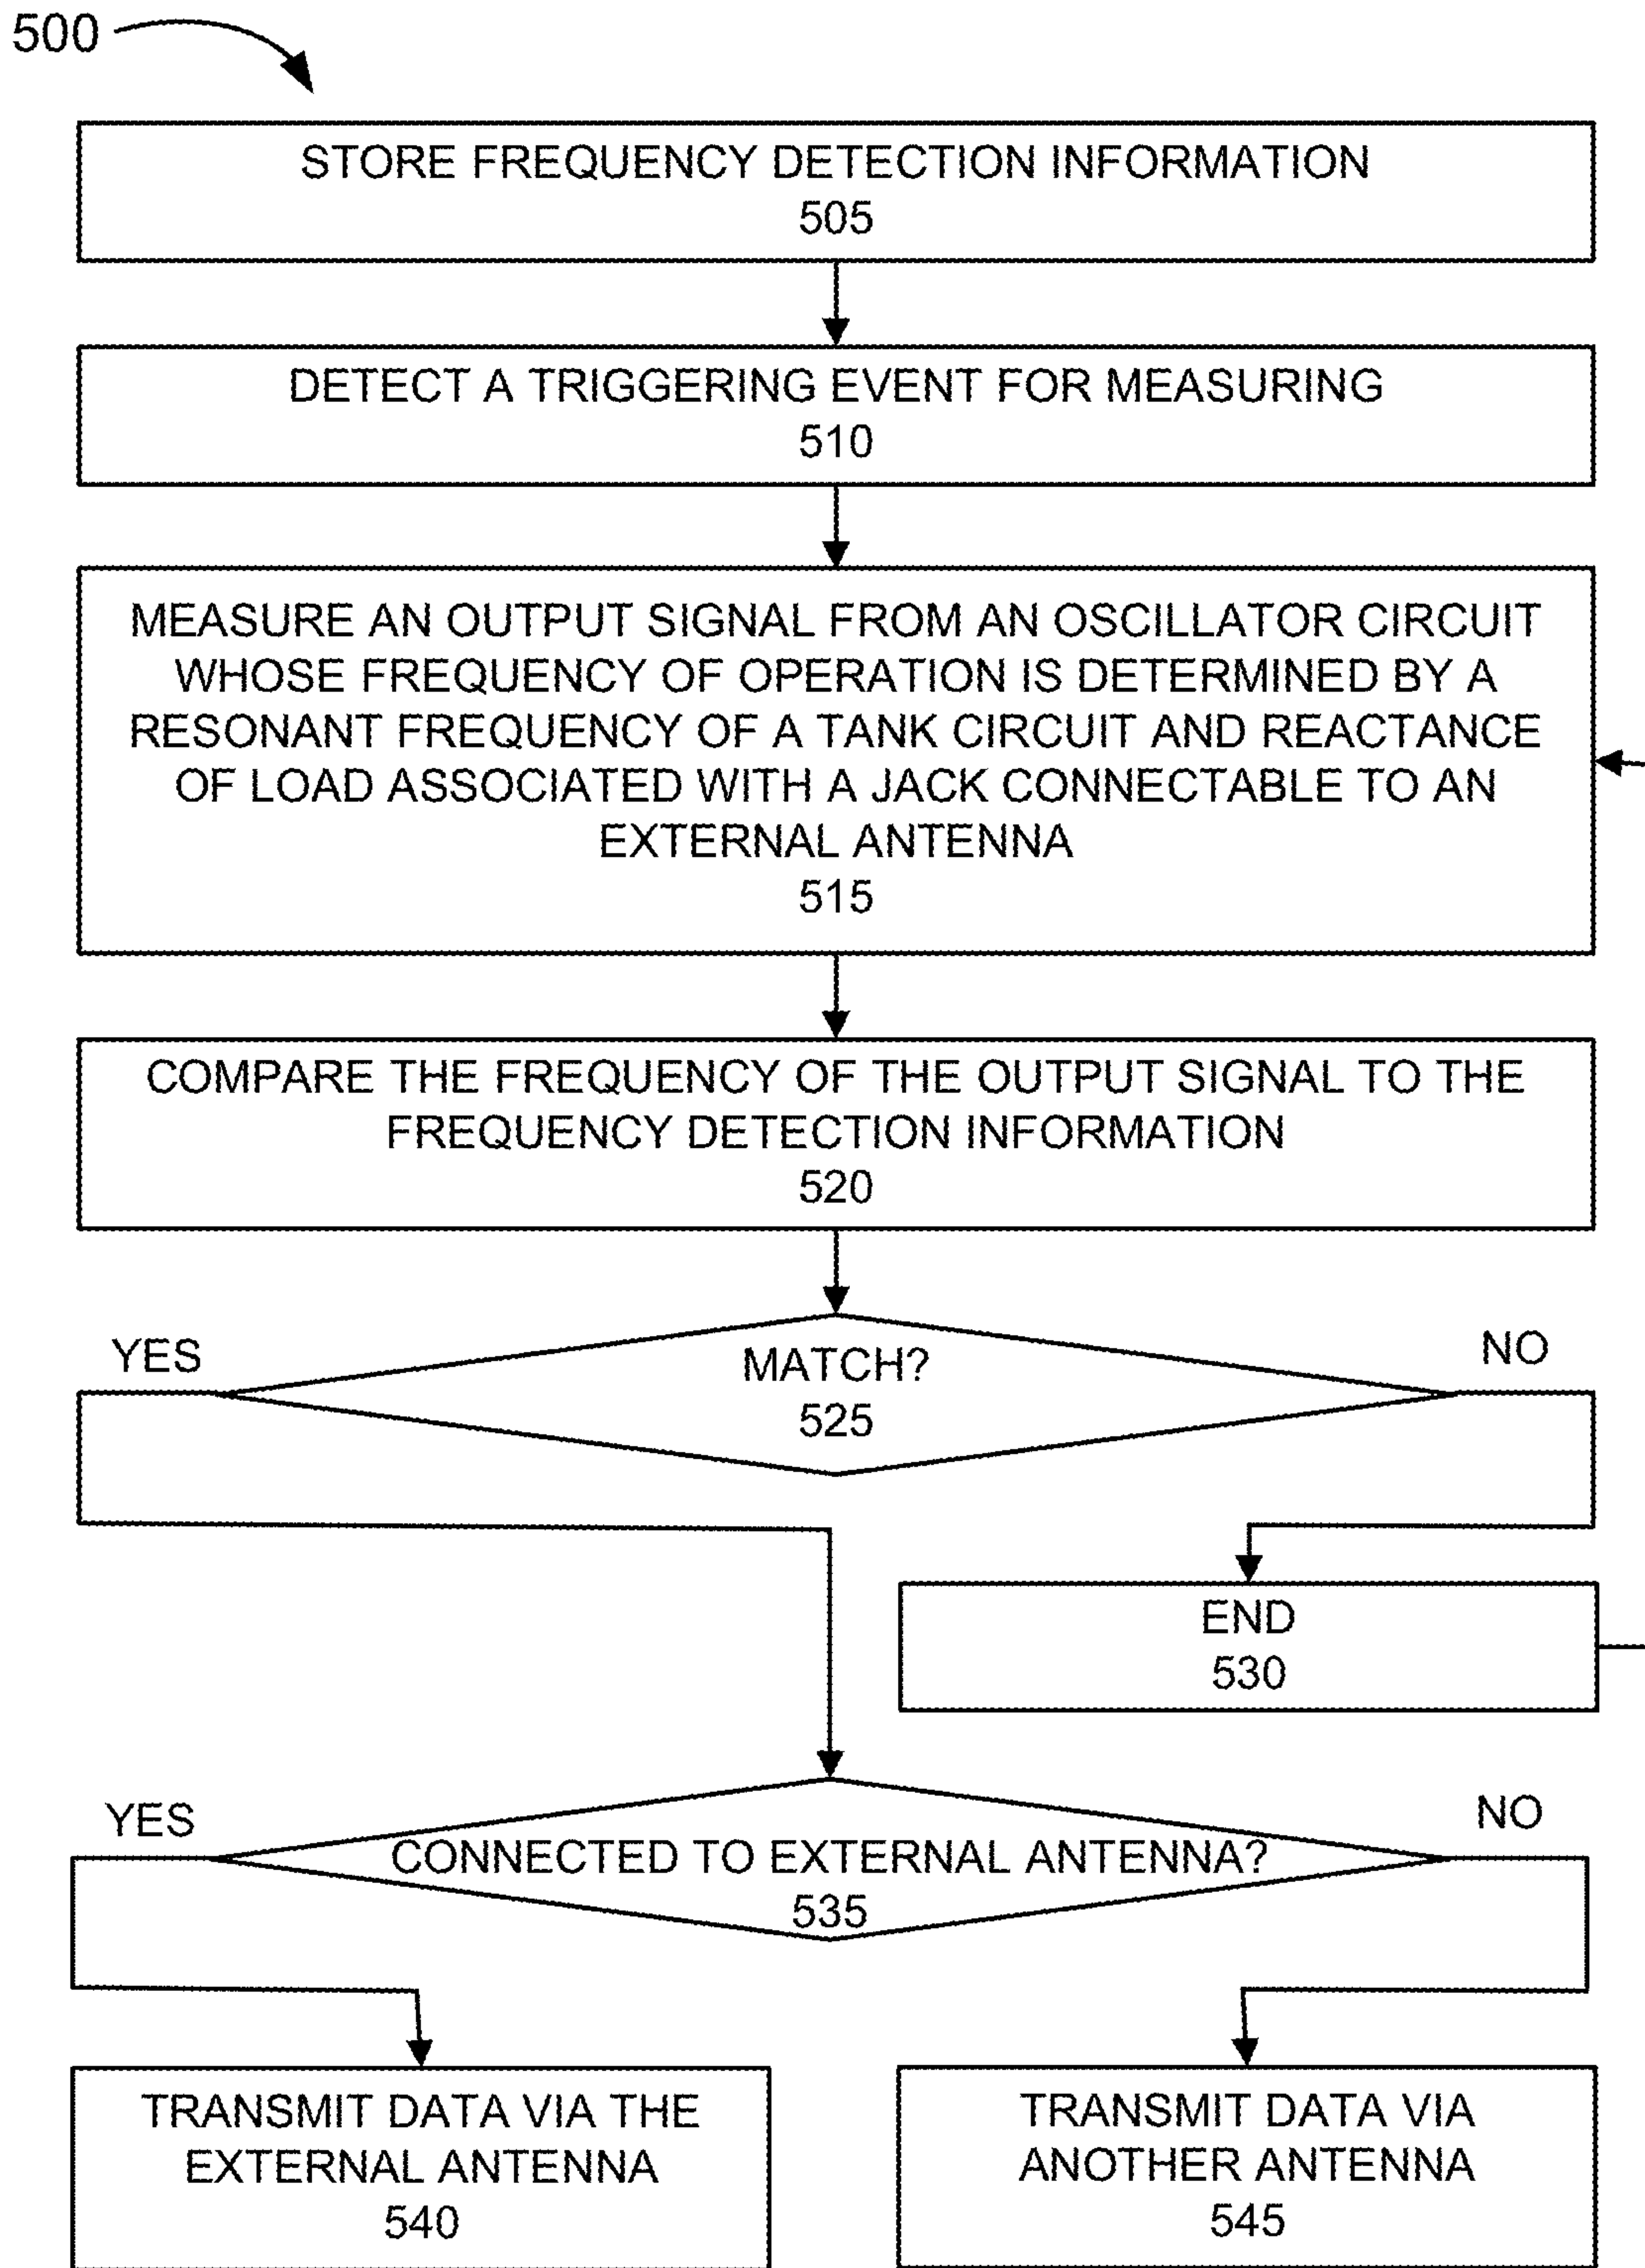 500
STORE FREQUENCY DETECTION INFORMATION
505
DETECT A TRIGGERING EVENT FOR MEASURING
510
MEASURE AN OUTPUT SIGNAL FROM AN OSCILLATOR CIRCUIT
WHOSE FREQUENCY OF OPERATION IS DETERMINED BY A
RESONANT FREQUENCY OF A TANK CIRCUIT AND REACTANCE
OF LOAD ASSOCIATED WITH A JACK CONNECTABLE TO AN
EXTERNAL ANTENNA
515
COMPARE THE FREQUENCY OF THE OUTPUT SIGNAL TO THE
FREQUENCY DETECTION INFORMATION
520
YES
MATCH?
NO
525
END
530
YES
CONNECTED TO EXTERNAL ANTENNA?
NO
535
TRANSMIT DATA VIA THE
EXTERNAL ANTENNA
540
TRANSMIT DATA VIA
ANOTHER ANTENNA
545